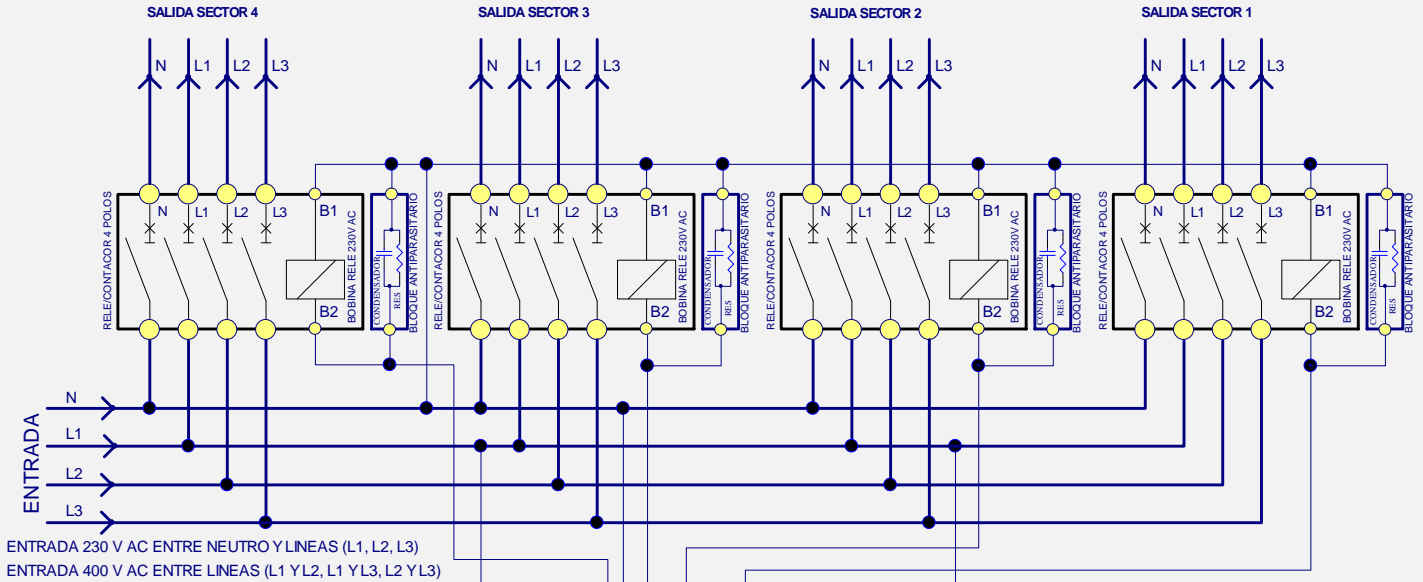 SALIDA SECTOR 4
SALIDA SECTOR 3
SALIDA SECTOR 2
SALIDA SECTOR 1
N L1 L2 L3
N L1 L2 L3
N L1 L2 L3
N L1 L2 L3
RELE/CONTACOR 4 POLOS
N L1 L2 L3
B1
B2
BOBINA RELE 230V AC
CONDENSADOR
RES
BLOQUE ANTIPARASITARIO
RELE/CONTACOR 4 POLOS
N L1 L2 L3
B1
B2
BOBINA RELE 230V AC
CONDENSADOR
RES
BLOQUE ANTIPARASITARIO
RELE/CONTACOR 4 POLOS
N L1 L2 L3
B1
B2
BOBINA RELE 230V AC
CONDENSADOR
RES
BLOQUE ANTIPARASITARIO
RELE/CONTACOR 4 POLOS
N L1 L2 L3
B1
B2
BOBINA RELE 230V AC
CONDENSADOR
RES
BLOQUE ANTIPARASITARIO
ENTRADA
N
L1
L2
L3
ENTRADA 230 V AC ENTRE NEUTRO Y LINEAS (L1, L2, L3)
ENTRADA 400 V AC ENTRE LINEAS (L1 Y L2, L1 Y L3, L2 Y L3)